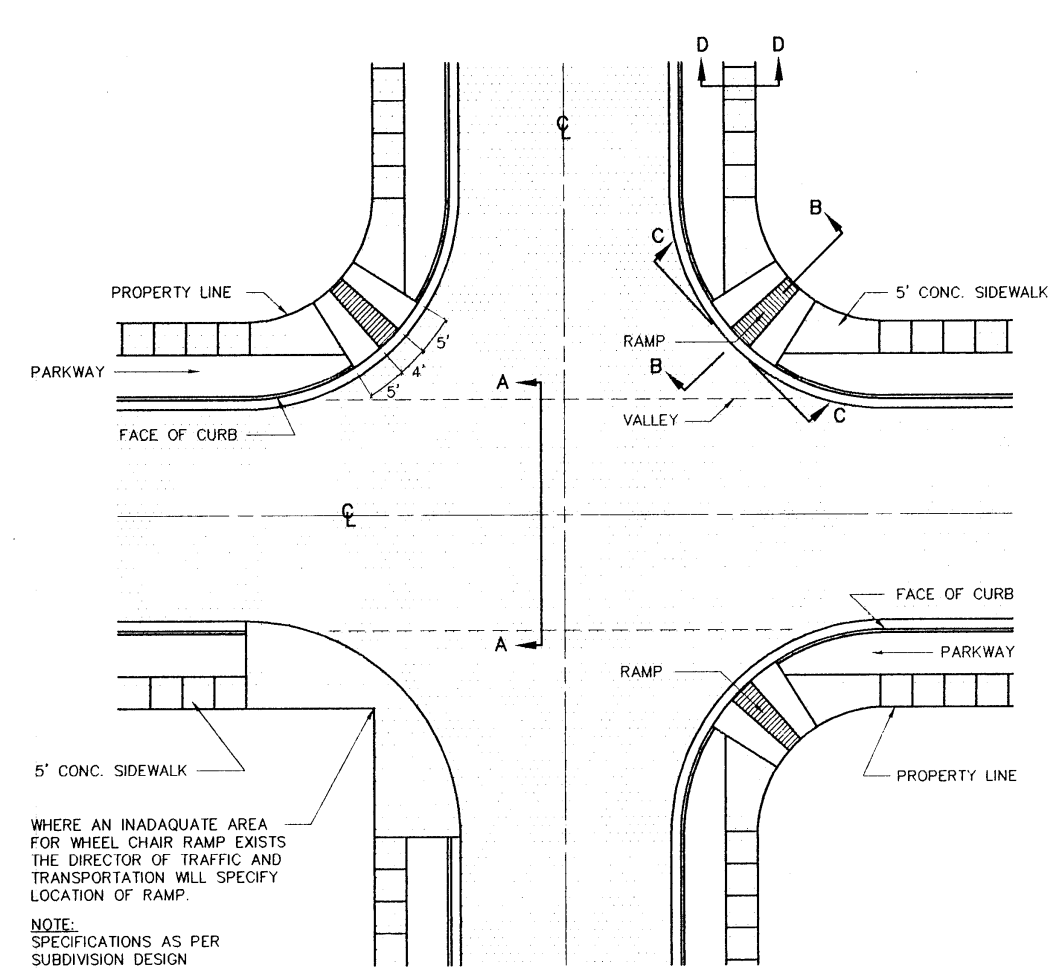 D D
℄
B
C
PROPERTY LINE
5' CONC. SIDEWALK
RAMP
5'
PARKWAY
4'
B
A
5'
VALLEY
C
FACE OF CURB
℄
FACE OF CURB
A
PARKWAY
RAMP
5' CONC. SIDEWALK
PROPERTY LINE
WHERE AN INADAQUATE AREA
FOR WHEEL CHAIR RAMP EXISTS
THE DIRECTOR OF TRAFFIC AND
TRANSPORTATION WILL SPECIFY
LOCATION OF RAMP.
NOTE:
SPECIFICATIONS AS PER
SUBDIVISION DESIGN